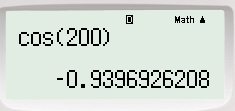 D Math ▲
cos(200)
-0.9396926208